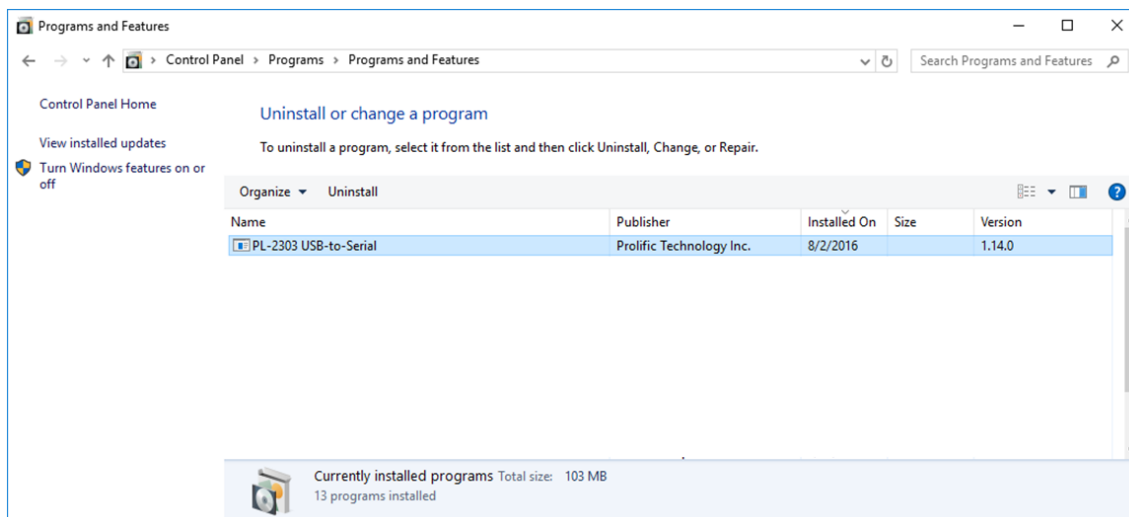 Programs and Features
Control Panel > Programs > Programs and Features
Search Programs and Features
Control Panel Home
View installed updates
Turn Windows features on or
off
Uninstall or change a program
To uninstall a program, select it from the list and then click Uninstall, Change, or Repair.
Organize Uninstall
Name Publisher Installed On Size Version
PL-2303 USB-to-Serial Prolific Technology Inc. 8/2/2016 1.14.0
Currently installed programs Total size: 103 MB
13 programs installed